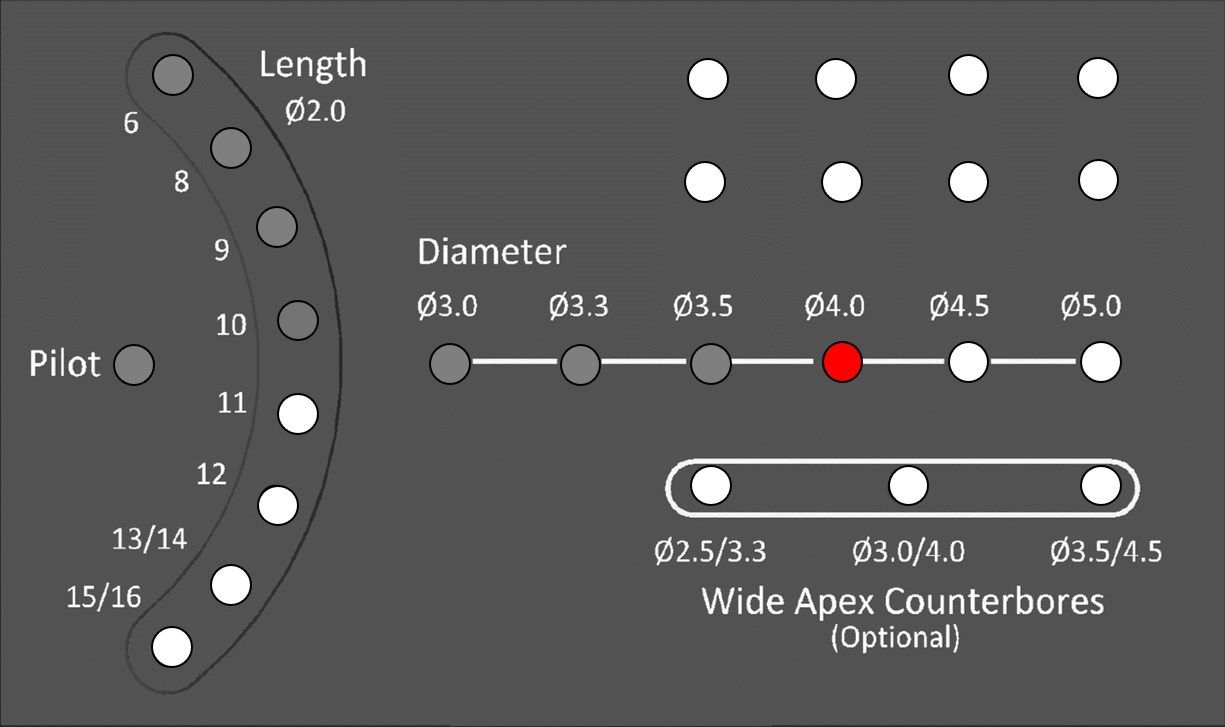 Length
Ø2.0
6
8
9
10
11
12
13/14
15/16
Pilot
Diameter
Ø3.0 Ø3.3 Ø3.5 Ø4.0 Ø4.5 Ø5.0
Ø2.5/3.3 Ø3.0/4.0 Ø3.5/4.5
Wide Apex Counterbores
(Optional)